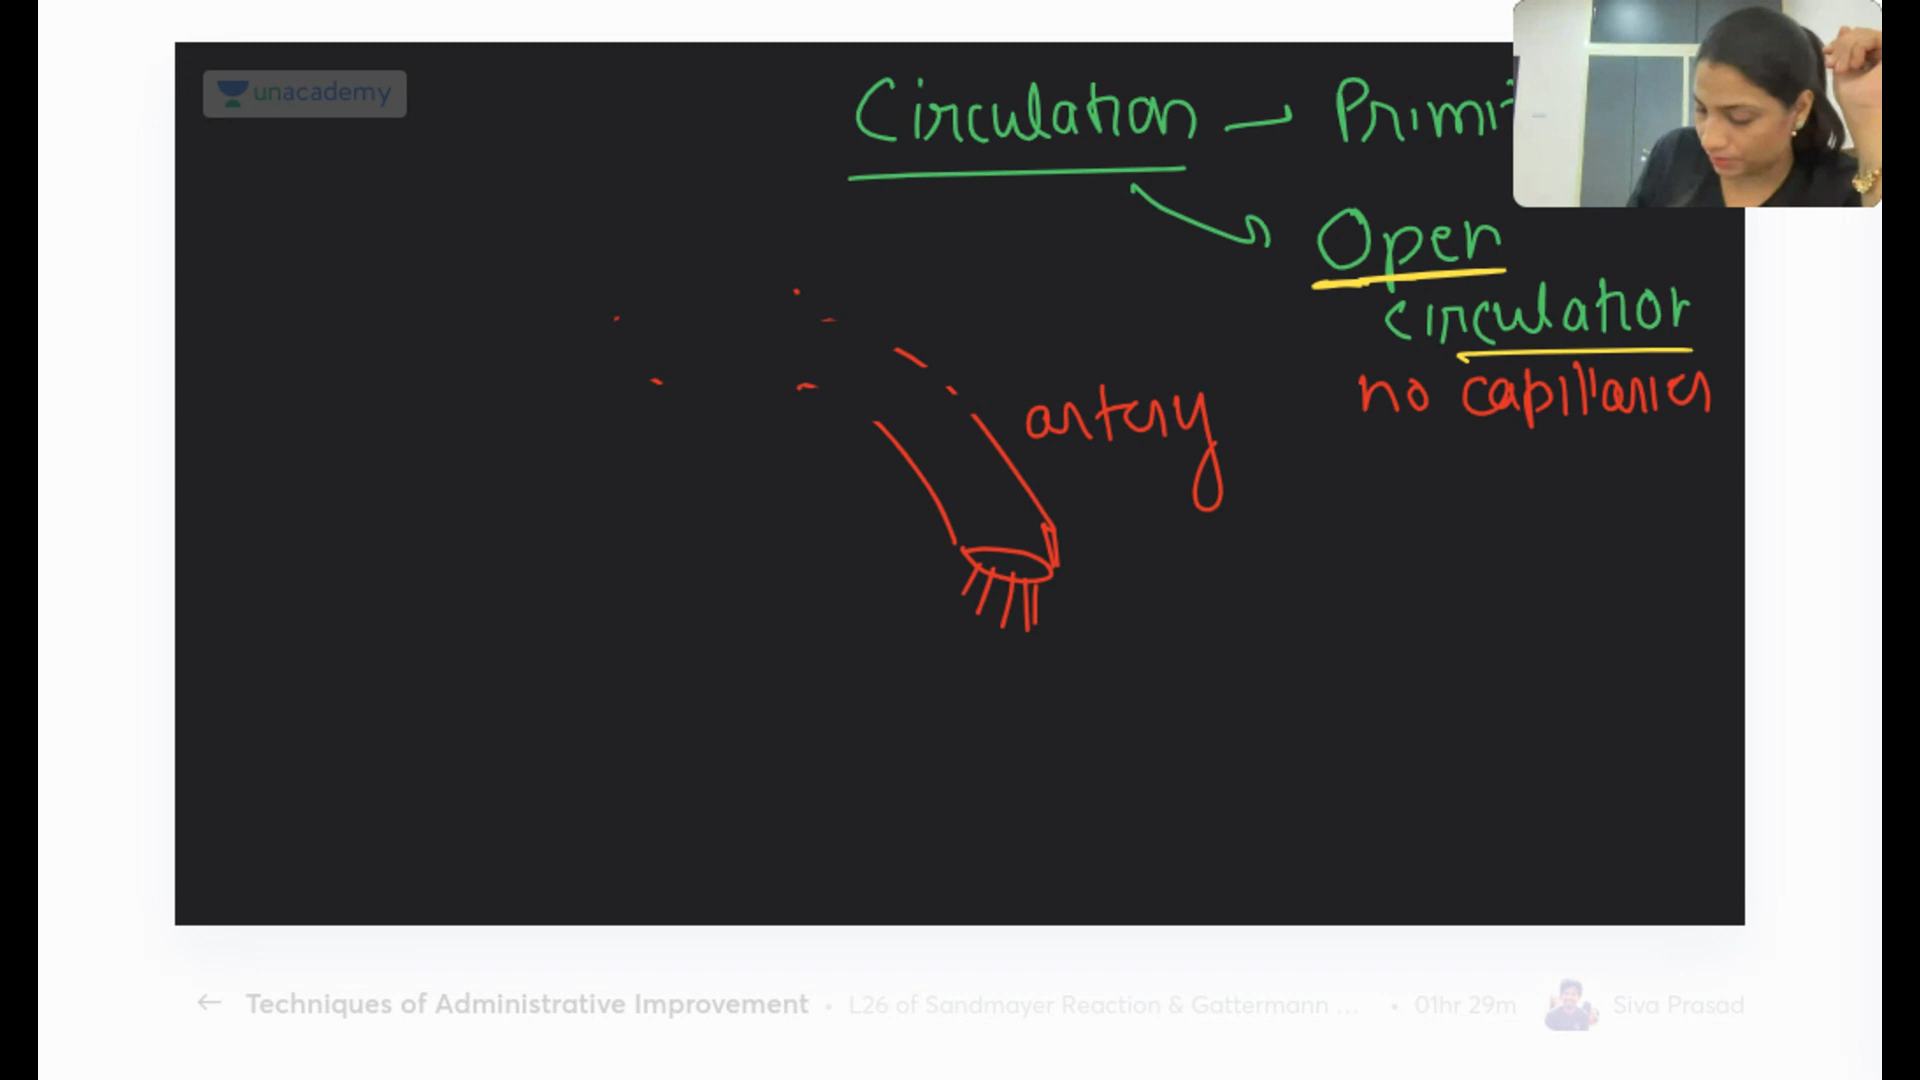 unacademy
Circulation → Primi
Open
circulation
no capillaries
artery
Techniques of Administrative Improvement • L26 of Sandmayer Reaction & Gattermann ... • 01hr 29m Siva Prasad